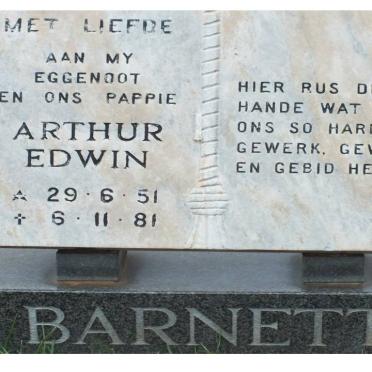 MET LIEFDE
AAN MY
EGGENOOT
EN ONS PAPPIE
ARTHUR
EDWIN
29·6·51
6·11·81
HIER RUS
HANDE WAT
ONS SO
GEWERK,
EN GEBID
BARNETT